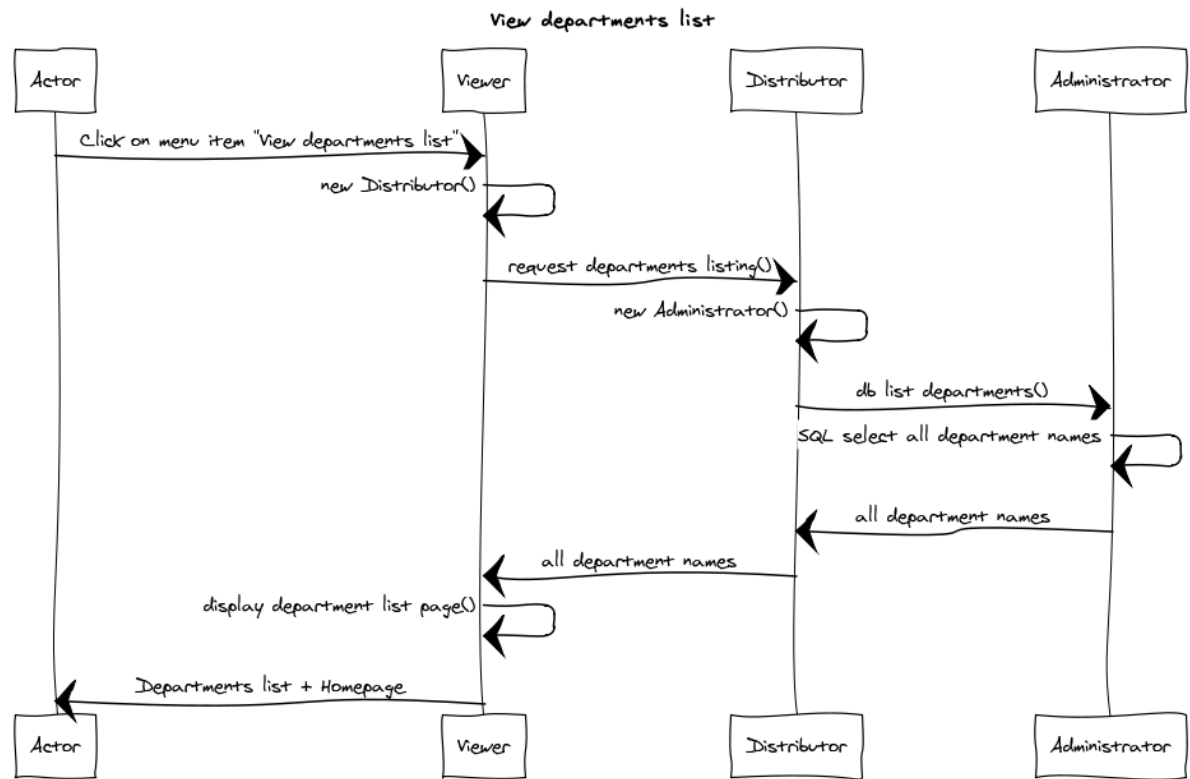 View departments list
Actor
Viewer
Distributor
Administrator
Click on menu item "View departments list"
new Distributor()
request departments listing()
new Administrator()
db list departments()
SQL select all department names
all department names
all department names
display department list page()
Departments list + Homepage
Actor
Viewer
Distributor
Administrator